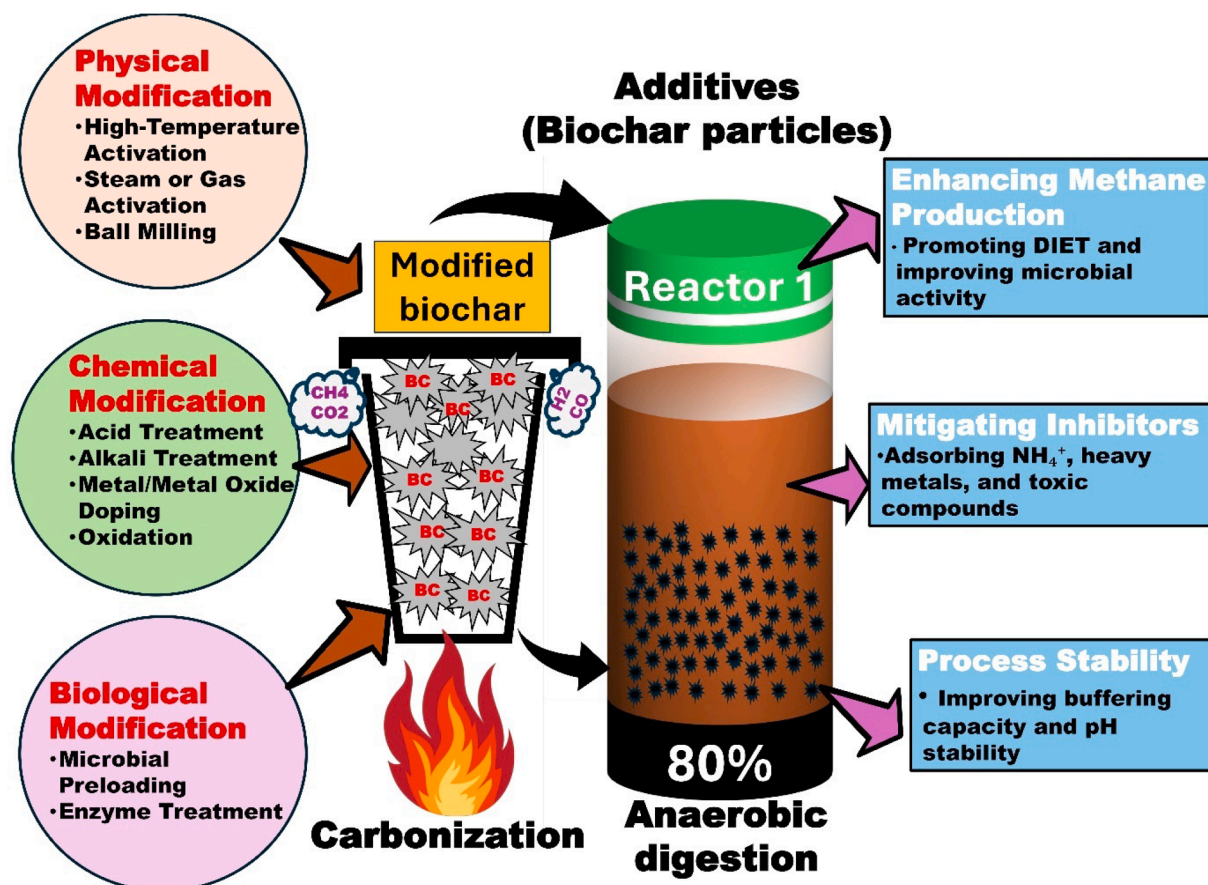 Physical
Modification
·High-Temperature
Activation
·Steam or Gas
Activation
·Ball Milling
Chemical
Modification
·Acid Treatment
·Alkali Treatment
·Metal/Metal Oxide
Doping
·Oxidation
Biological
Modification
·Microbial
Preloading
·Enzyme Treatment
Modified
biochar
CH4
CO2
H2
CO
BC
BC
BC
BC
BC
BC
BC
BC
BC
Carbonization
Additives
(Biochar particles)
Reactor 1
80%
Anaerobic
digestion
Enhancing Methane
Production
· Promoting DIET and
improving microbial
activity
Mitigating Inhibitors
·Adsorbing NH₄⁺, heavy
metals, and toxic
compounds
Process Stability
• Improving buffering
capacity and pH
stability